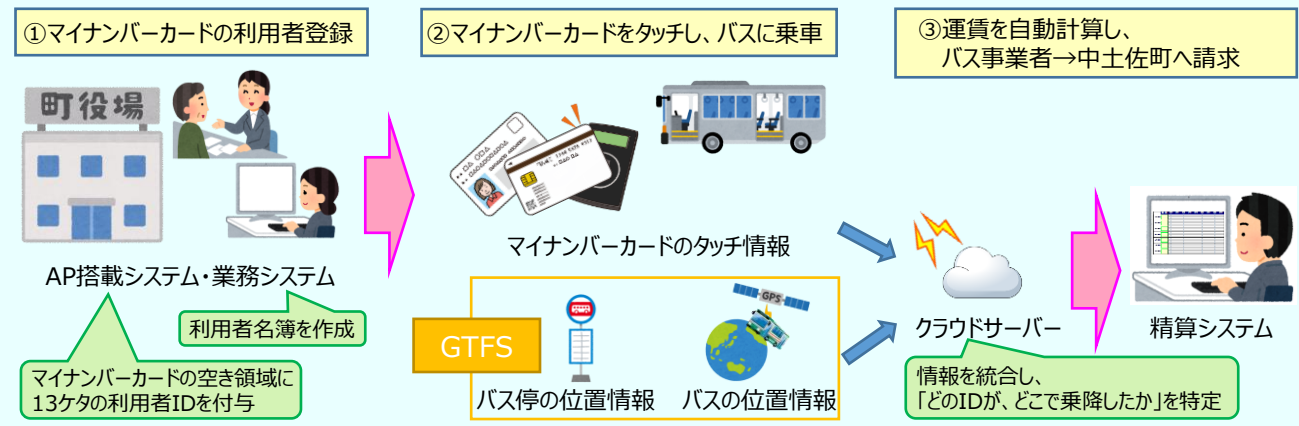 ①マイナンバーカードの利用者登録
町役場
AP搭載システム・業務システム
利用者名簿を作成
マイナンバーカードの空き領域に
13ケタの利用者IDを付与
②マイナンバーカードをタッチし、バスに乗車
マイナンバーカードのタッチ情報
GTFS
バス停の位置情報
GPS
バスの位置情報
③運賃を自動計算し、
バス事業者→中土佐町へ請求
クラウドサーバー
情報を統合し、
「どのIDが、どこで乗降したか」を特定
精算システム